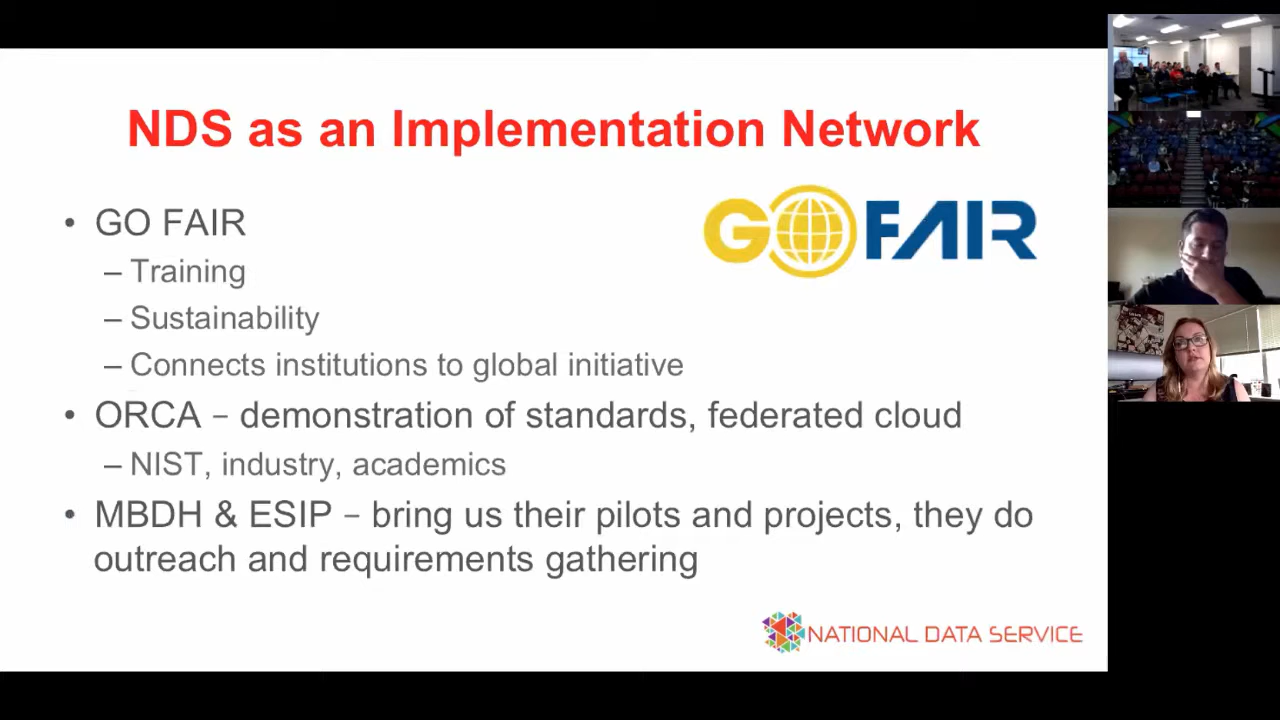 NDS as an Implementation Network
• GO FAIR
GO FAIR
– Training
– Sustainability
– Connects institutions to global initiative
• ORCA – demonstration of standards, federated cloud
– NIST, industry, academics
• MBDH & ESIP – bring us their pilots and projects, they do
outreach and requirements gathering
NATIONAL DATA SERVICE